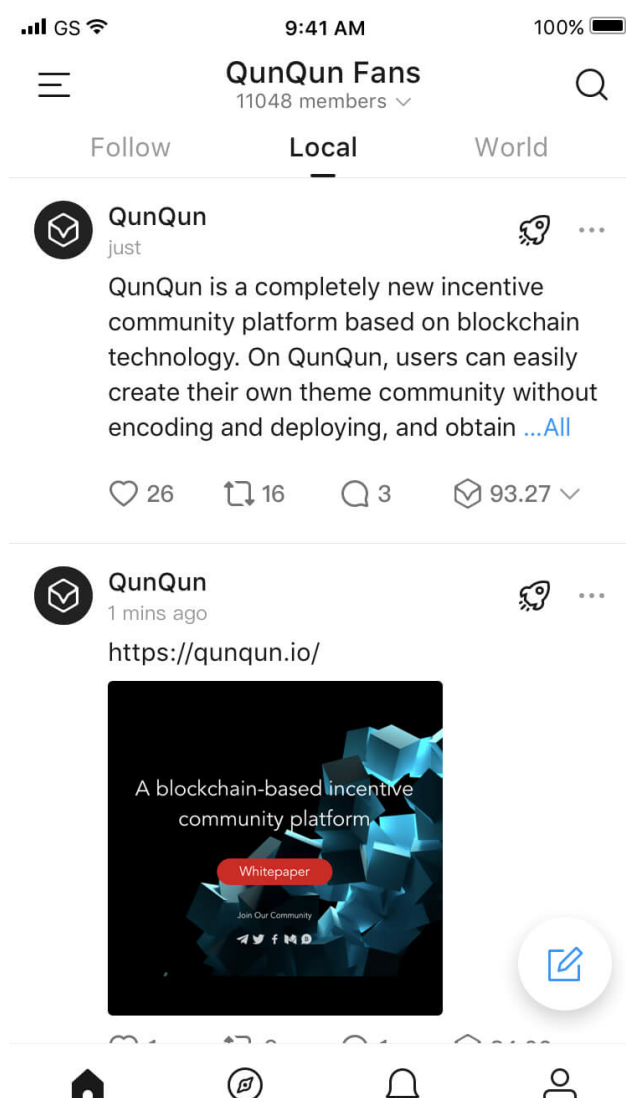 GS
9:41 AM
100%
QunQun Fans
11048 members
Follow
Local
World
QunQun
just
QunQun is a completely new incentive
community platform based on blockchain
technology. On QunQun, users can easily
create their own theme community without
encoding and deploying, and obtain ...All
26
16
3
93.27
QunQun
1 mins ago
https://qunqun.io/
A blockchain-based incentive
community platform
Whitepaper
Join Our Community